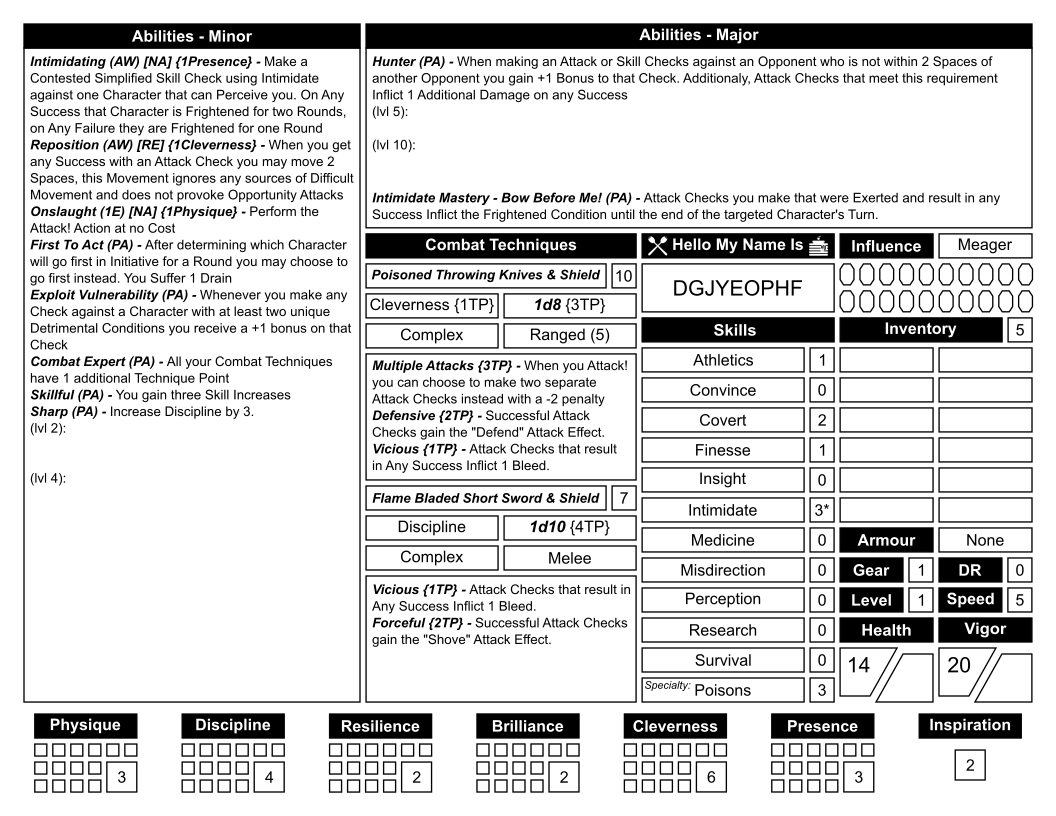 Abilities - Minor
Intimidating (AW) [NA] {1Presence} - Make a
Contested Simplified Skill Check using Intimidate
against one Character that can Perceive you. On Any
Success that Character is Frightened for two Rounds,
on Any Failure they are Frightened for one Round
Reposition (AW) [RE] {1Cleverness} - When you get
any Success with an Attack Check you may move 2
Spaces, this Movement ignores any sources of Difficult
Movement and does not provoke Opportunity Attacks
Onslaught (1E) [NA] {1Physique} - Perform the
Attack! Action at no Cost
First To Act (PA) - After determining which Character
will go first in Initiative for a Round you may choose to
go first instead. You Suffer 1 Drain
Exploit Vulnerability (PA) - Whenever you make any
Check against a Character with at least two unique
Detrimental Conditions you receive a +1 bonus on that
Check
Combat Expert (PA) - All your Combat Techniques
have 1 additional Technique Point
Skillful (PA) - You gain three Skill Increases
Sharp (PA) - Increase Discipline by 3.
(lvl 2):
(lvl 4):
Abilities - Major
Hunter (PA) - When making an Attack or Skill Checks against an Opponent who is not within 2 Spaces of
another Opponent you gain +1 Bonus to that Check. Additionaly, Attack Checks that meet this requirement
Inflict 1 Additional Damage on any Success
(lvl 5):
(lvl 10):
Intimidate Mastery - Bow Before Me! (PA) - Attack Checks you make that were Exerted and result in any
Success Inflict the Frightened Condition until the end of the targeted Character's Turn.
Combat Techniques
Poisoned Throwing Knives & Shield 10
Cleverness {1TP} 1d8 {3TP}
Complex Ranged (5)
Multiple Attacks {3TP} - When you Attack!
you can choose to make two separate
Attack Checks instead with a -2 penalty
Defensive {2TP} - Successful Attack
Checks gain the "Defend" Attack Effect.
Vicious {1TP} - Attack Checks that result
in Any Success Inflict 1 Bleed.
Flame Bladed Short Sword & Shield 7
Discipline 1d10 {4TP}
Complex Melee
Vicious {1TP} - Attack Checks that result in
Any Success Inflict 1 Bleed.
Forceful {2TP} - Successful Attack Checks
gain the "Shove" Attack Effect.
Hello My Name Is
DGJYEOPHF
Skills
Athletics 1
Convince 0
Covert 2
Finesse 1
Insight 0
Intimidate 3*
Medicine 0
Misdirection 0
Perception 0
Research 0
Survival 0
Specialty: Poisons 3
Influence Meager
Inventory 5
Armour None
Gear 1 DR 0
Level 1 Speed 5
Health Vigor
14 20
Physique Discipline Resilience Brilliance Cleverness Presence Inspiration
3 4 2 2 6 3 2